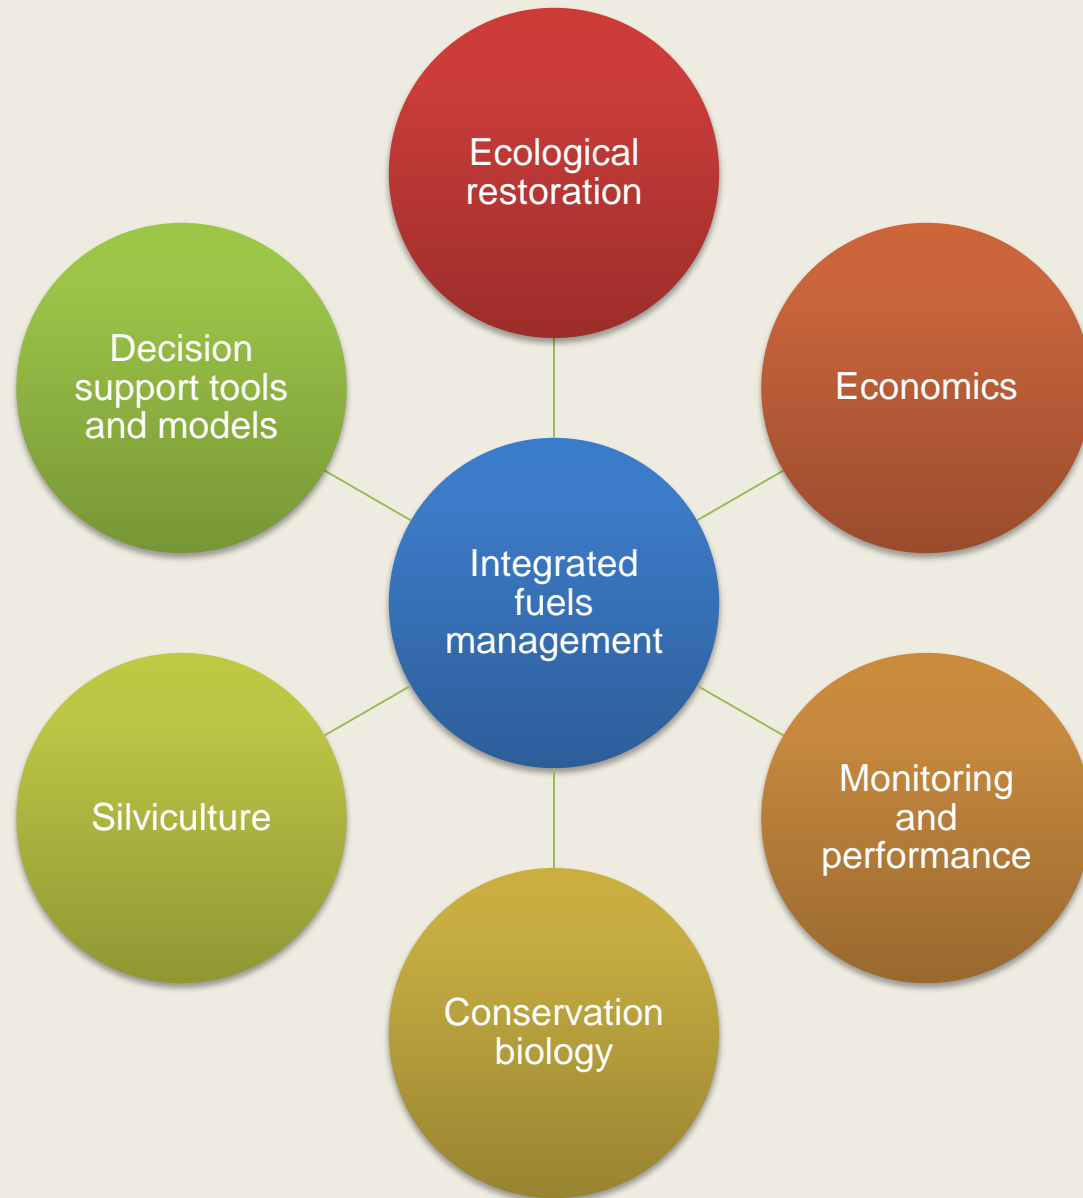 Ecological
restoration
Economics
Monitoring
and
performance
Conservation
biology
Silviculture
Decision
support tools
and models
Integrated
fuels
management